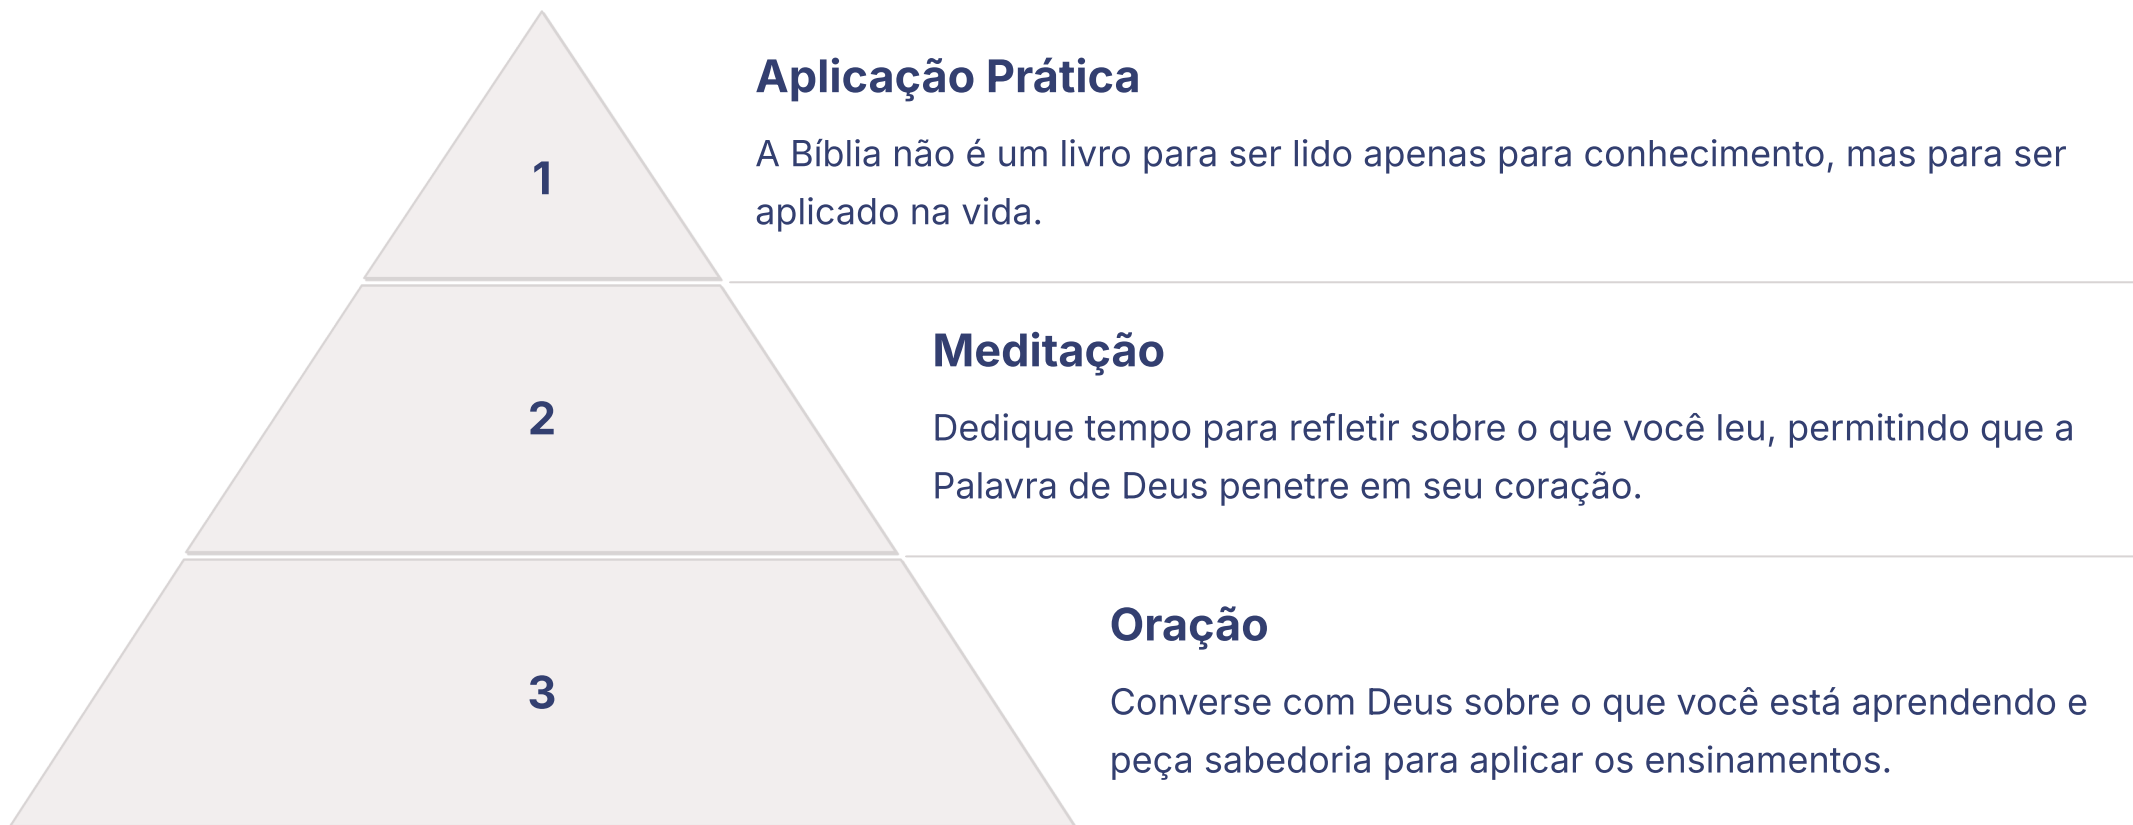 Aplicação Prática
A Bíblia não é um livro para ser lido apenas para conhecimento, mas para ser
aplicado na vida.
1
Meditação
Dedique tempo para refletir sobre o que você leu, permitindo que a
Palavra de Deus penetre em seu coração.
2
Oração
Converse com Deus sobre o que você está aprendendo e
peça sabedoria para aplicar os ensinamentos.
3